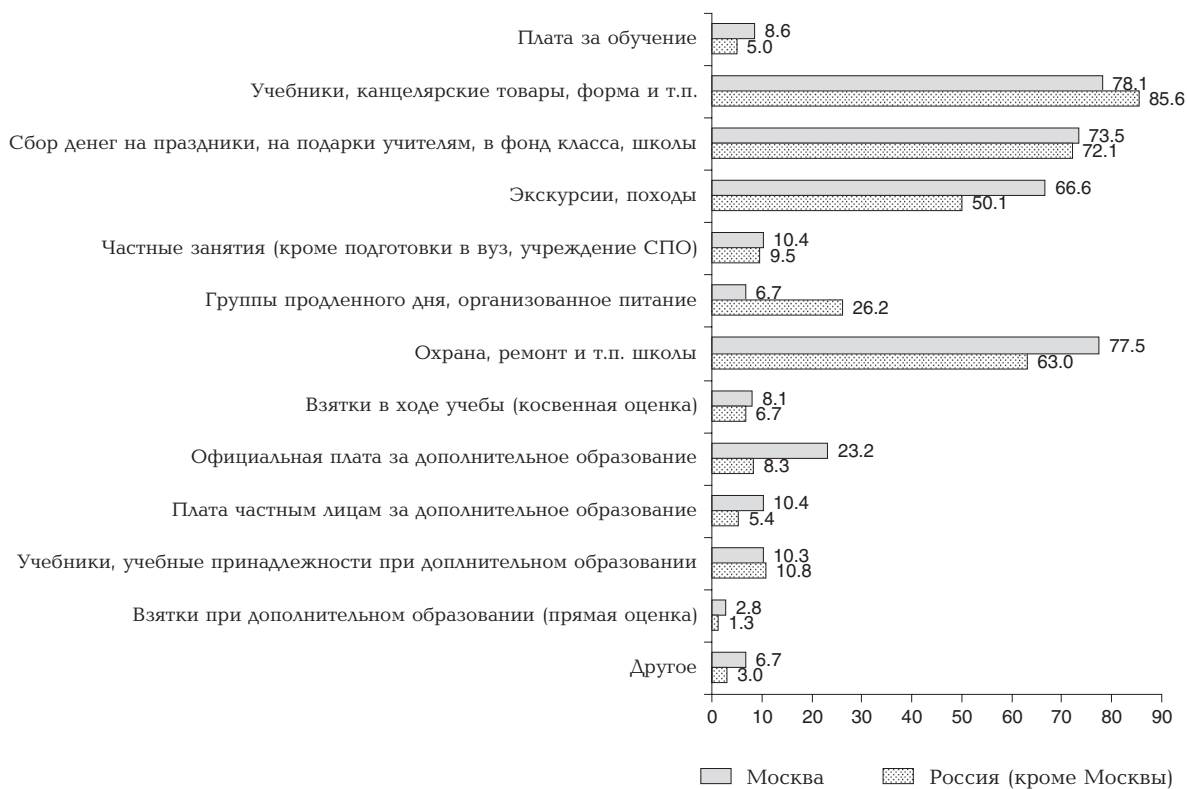 Плата за обучение
8.6
5.0
Учебники, канцелярские товары, форма и т.п.
78.1
85.6
Сбор денег на праздники, на подарки учителям, в фонд класса, школы
73.5
72.1
Экскурсии, походы
66.6
50.1
Частные занятия (кроме подготовки в вуз, учреждение СПО)
10.4
9.5
Группы продленного дня, организованное питание
6.7
26.2
Охрана, ремонт и т.п. школы
77.5
63.0
Взятки в ходе учебы (косвенная оценка)
8.1
6.7
Официальная плата за дополнительное образование
23.2
8.3
Плата частным лицам за дополнительное образование
10.4
5.4
Учебники, учебные принадлежности при доплнительном образовании
10.3
10.8
Взятки при дополнительном образовании (прямая оценка)
2.8
1.3
Другое
6.7
3.0
0 10 20 30 40 50 60 70 80 90
Москва Россия (кроме Москвы)